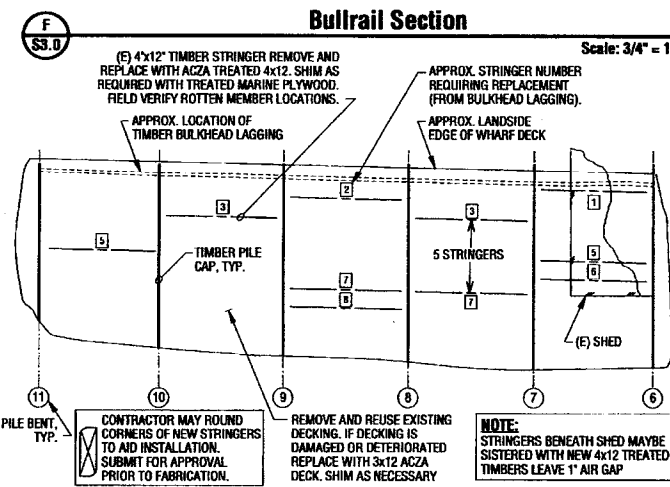 F
S3.0
Bullrail Section
Scale: 3/4" = 1
(E) 4"x12" TIMBER STRINGER REMOVE AND
REPLACE WITH ACZA TREATED 4x12. SHIM AS
REQUIRED WITH TREATED MARINE PLYWOOD.
FIELD VERIFY ROTTEN MEMBER LOCATIONS.
APPROX. STRINGER NUMBER
REQUIRING REPLACEMENT
(FROM BULKHEAD LAGGING).
APPROX. LOCATION OF
TIMBER BULKHEAD LAGGING
APPROX. LANDSIDE
EDGE OF WHARF DECK
2
1
3
3
5
TIMBER PILE
CAP, TYP.
5 STRINGERS
5
6
7
8
7
(E) SHED
11
10
9
8
7
6
PILE BENT,
TYP.
CONTRACTOR MAY ROUND
CORNERS OF NEW STRINGERS
TO AID INSTALLATION.
SUBMIT FOR APPROVAL
PRIOR TO FABRICATION.
REMOVE AND REUSE EXISTING
DECKING. IF DECKING IS
DAMAGED OR DETERIORATED
REPLACE WITH 3x12 ACZA
DECK. SHIM AS NECESSARY
NOTE:
STRINGERS BENEATH SHED MAYBE
SISTERED WITH NEW 4x12 TREATED
TIMBERS LEAVE 1" AIR GAP